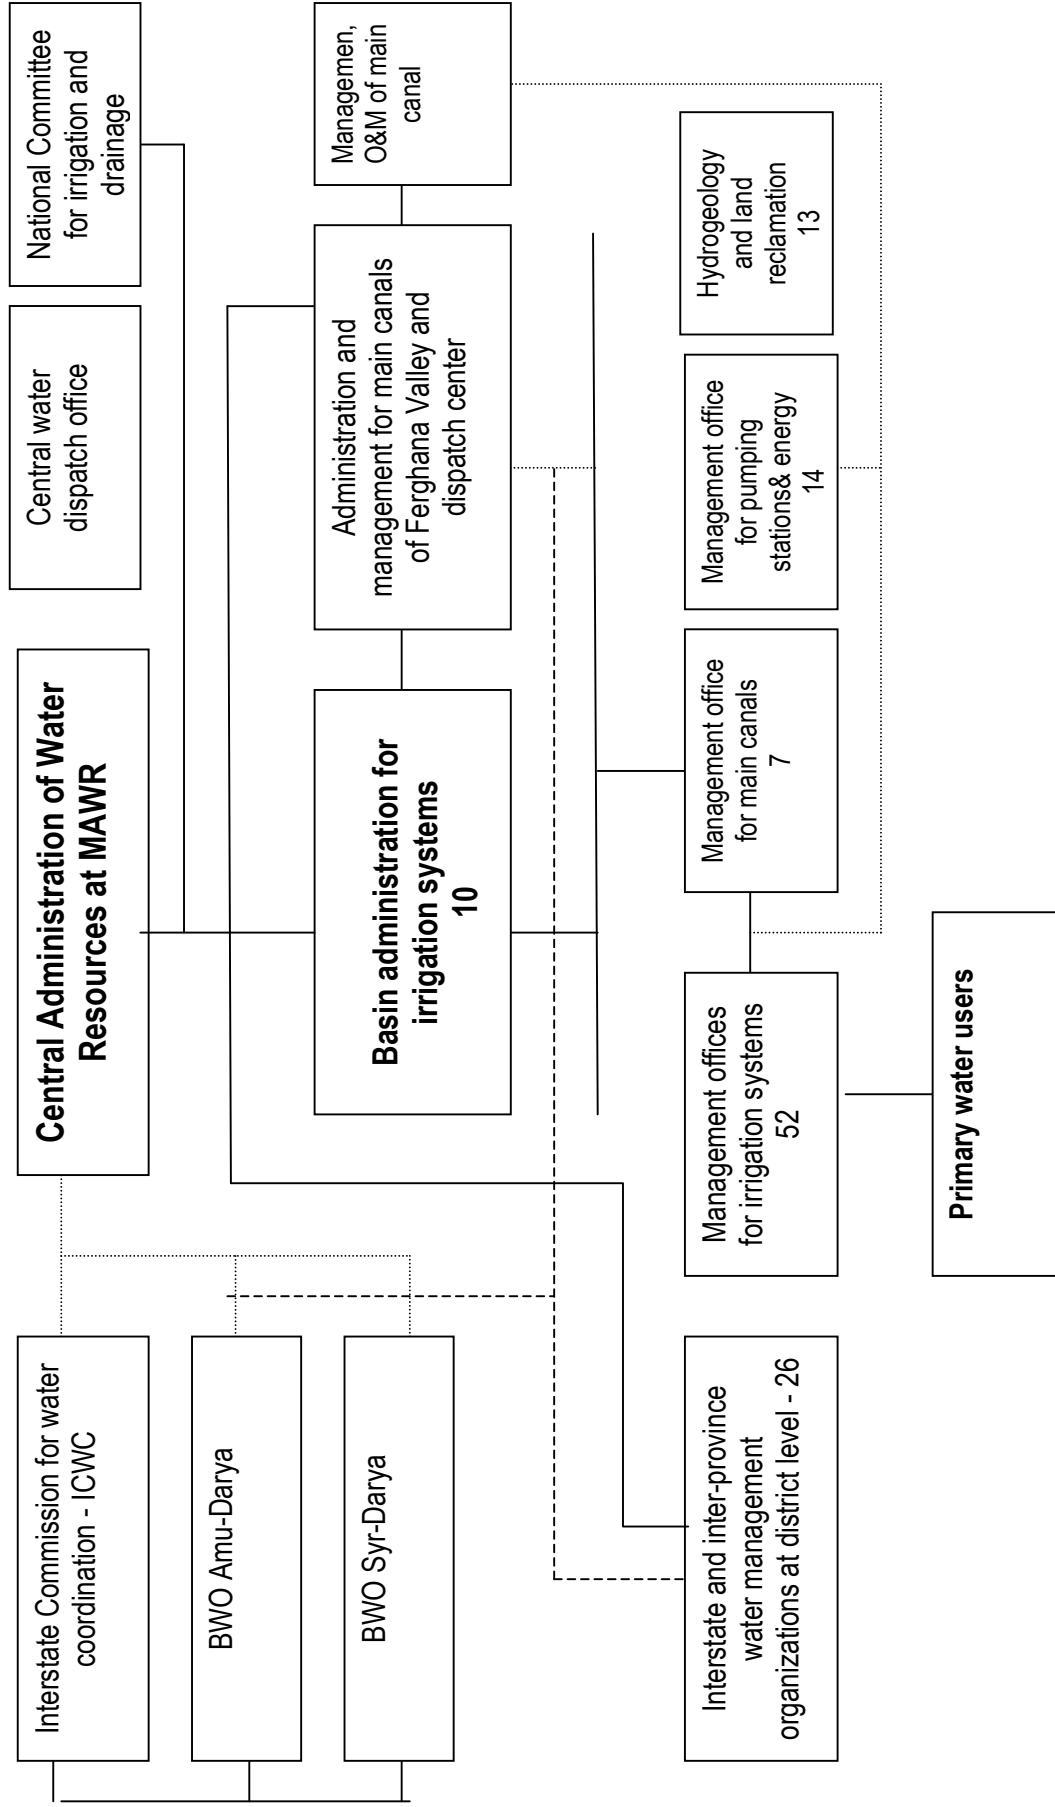 Interstate Commission for water
coordination - ICWC
Central Administration of Water
Resources at MAWR
Central water
dispatch office
National Committee
for irrigation and
drainage
BWO Amu-Darya
BWO Syr-Darya
Basin administration for
irrigation systems
10
Administration and
management for main canals
of Ferghana Valley and
dispatch center
Managemen,
O&M of main
canal
Interstate and inter-province
water management
organizations at district level - 26
Management offices
for irrigation systems
52
Management office
for main canals
7
Management office
for pumping
stations& energy
14
Hydrogeology
and land
reclamation
13
Primary water users